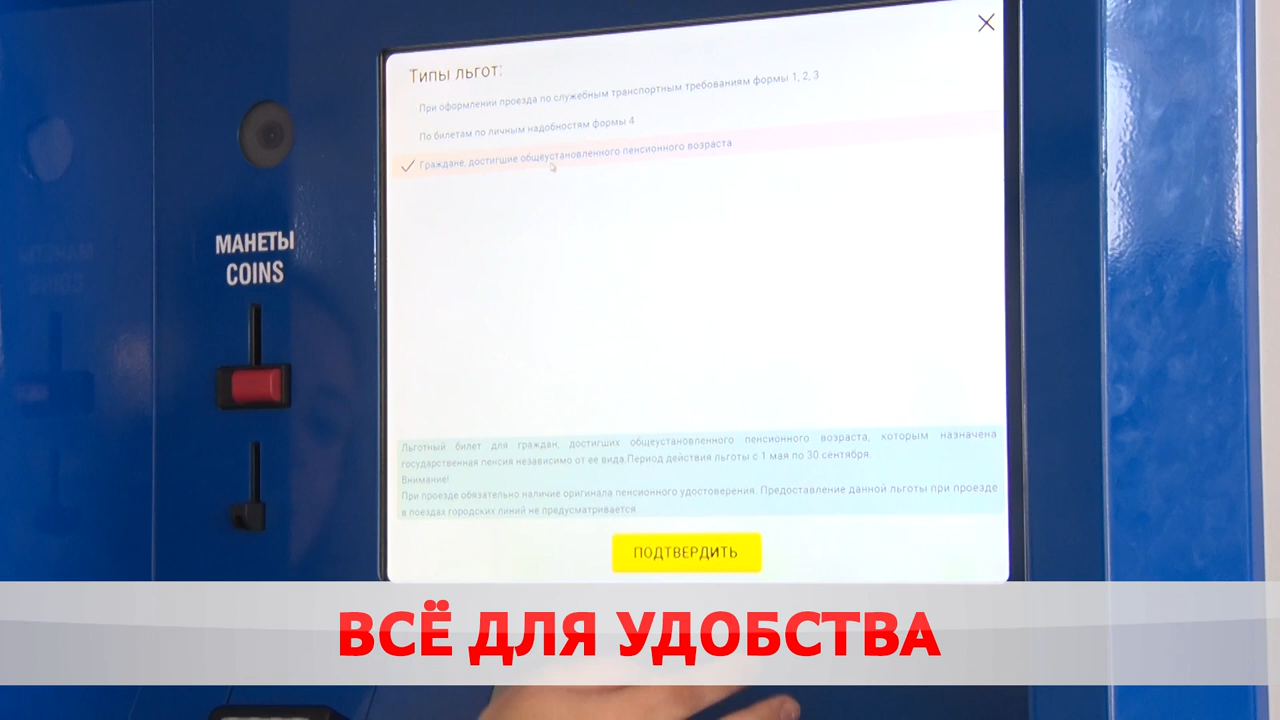 Типы льгот:
При оформлении проезда по служебным транспортным требованиям формы 1, 2, 3
По билетам по личным надобностям формы 4
Граждане, достигшие общеустановленного пенсионного возраста
МАНЕТЫ
COINS
Льготный билет для граждан, достигших общеустановленного пенсионного возраста, которым назначена
государственная пенсия независимо от ее вида.Период действия льготы с 1 мая по 30 сентября.
Внимание!
При проезде обязательно наличие оригинала пенсионного удостоверения. Предоставление данной льготы при проезде
в поездах городских линий не предусматривается
ПОДТВЕРДИТЬ
ВСЁ ДЛЯ УДОБСТВА